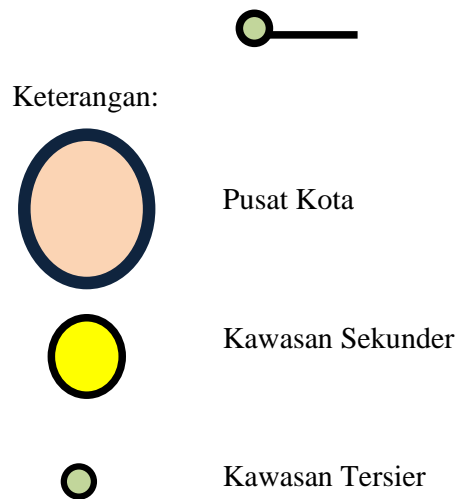 Keterangan:
Pusat Kota
Kawasan Sekunder
Kawasan Tersier